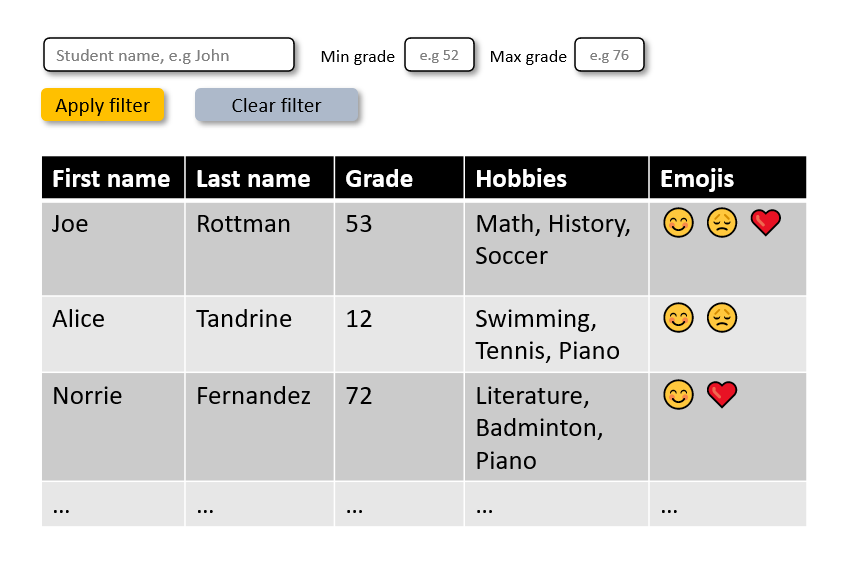 Student name, e.g John Min grade e.g 52 Max grade e.g 76
Apply filter Clear filter
First name Last name Grade Hobbies Emojis
Joe Rottman 53 Math, History,
Soccer
Alice Tandrine 12 Swimming,
Tennis, Piano
Norrie Fernandez 72 Literature,
Badminton,
Piano
... ... ... ... ...